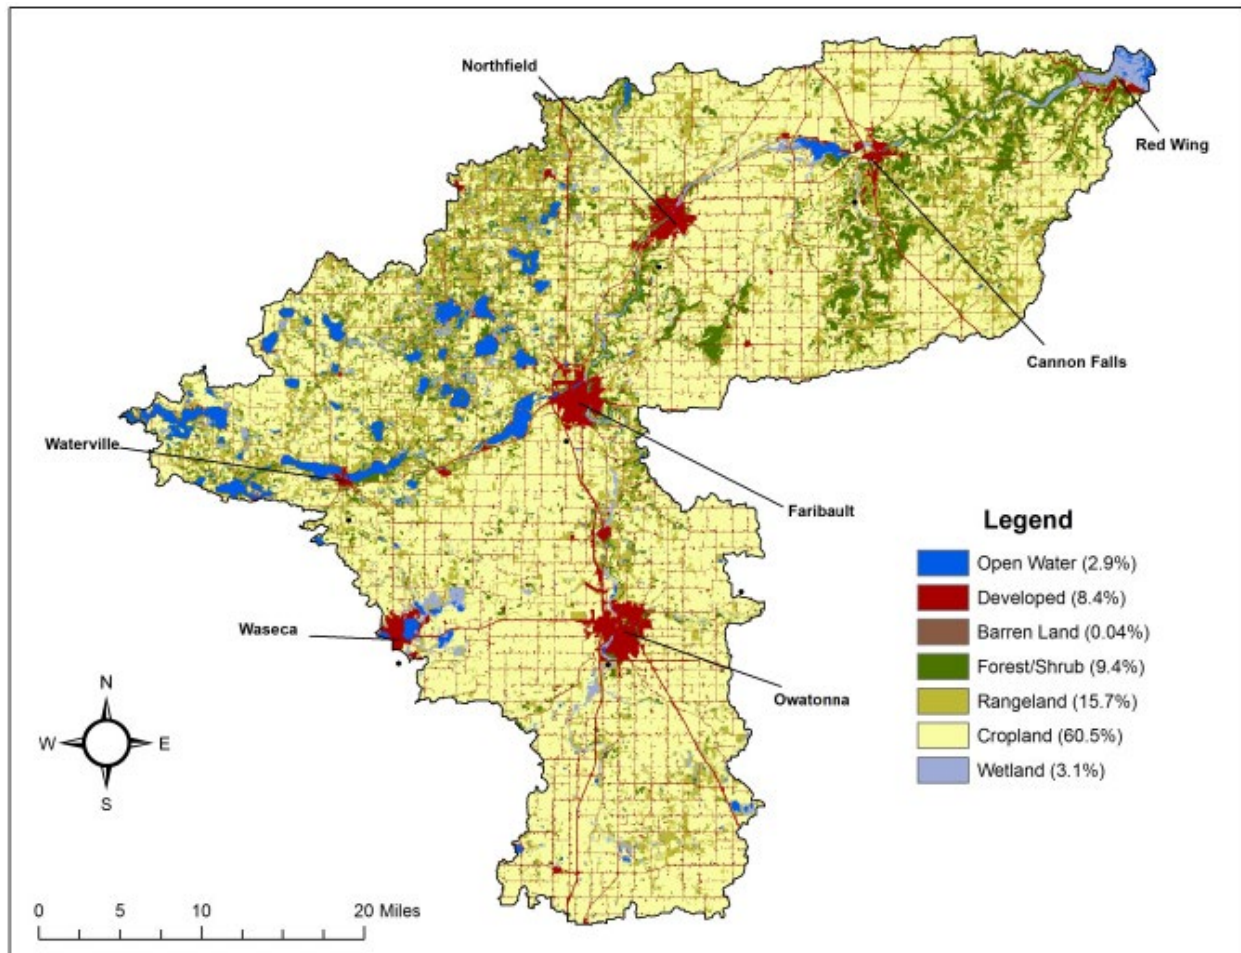 Northfield
Red Wing
Cannon Falls
Waterville
Faribault
Waseca
Owatonna
Legend
Open Water (2.9%)
Developed (8.4%)
Barren Land (0.04%)
Forest/Shrub (9.4%)
Rangeland (15.7%)
Cropland (60.5%)
Wetland (3.1%)
N
W E
S
0 5 10 20 Miles